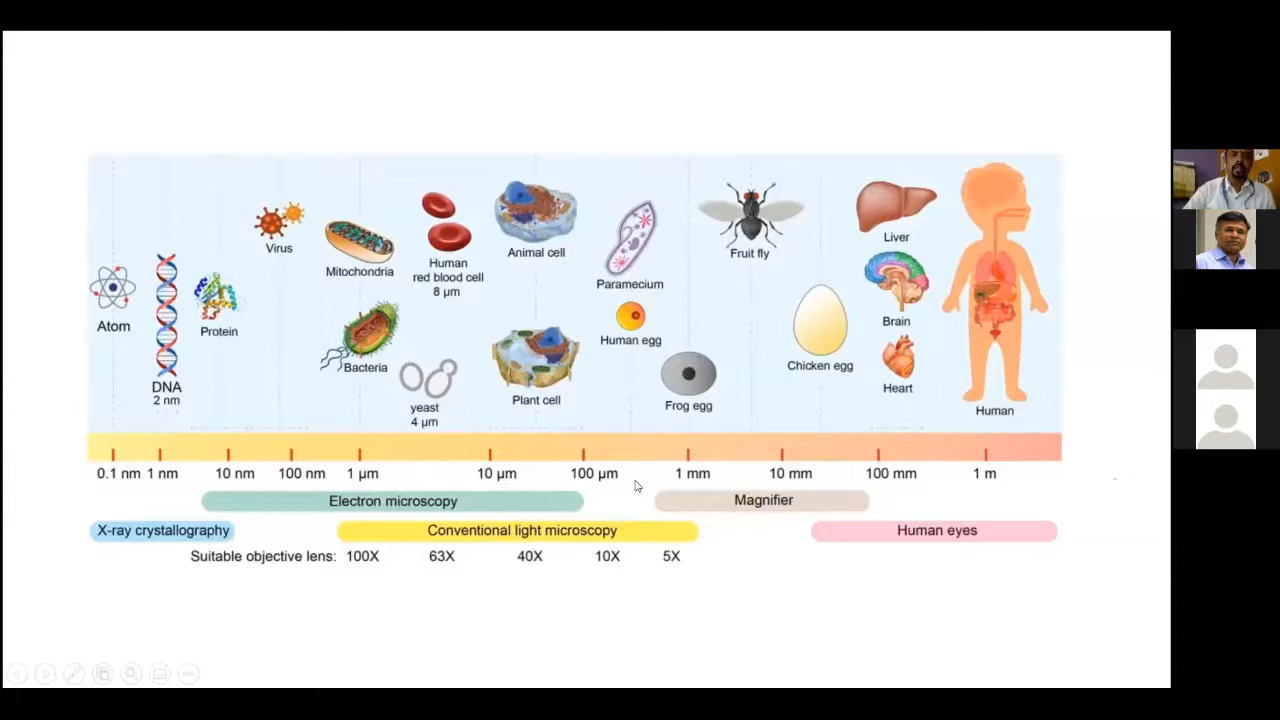 Virus
Mitochondria
Human
red blood cell
8 μm
Animal cell
Paramecium
Fruit fly
Liver
Atom
Protein
DNA
2 nm
Bacteria
yeast
4 μm
Plant cell
Human egg
Frog egg
Chicken egg
Brain
Heart
Human
0.1 nm 1 nm 10 nm 100 nm 1 μm 10 μm 100 μm 1 mm 10 mm 100 mm 1 m
Electron microscopy Magnifier
X-ray crystallography Conventional light microscopy Human eyes
Suitable objective lens: 100X 63X 40X 10X 5X